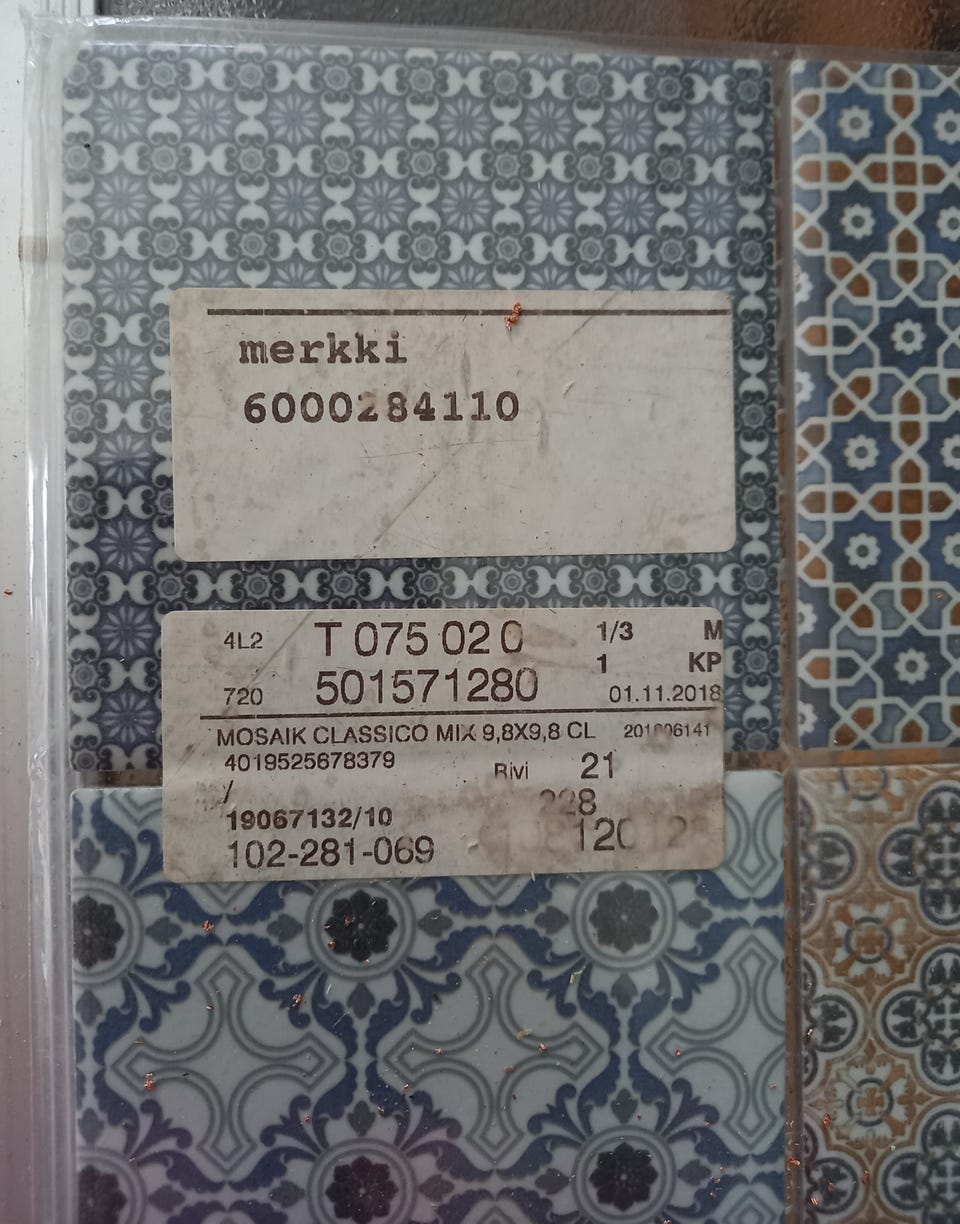 merkki
6000284110
4L2 T 075 02 0 1/3 M
1 KP
720 501571280 01.11.2018
MOSAIK CLASSICO MIX 9,8X9,8 CL
4019525678379 Rivi 21
/
19067132/10
102-281-069